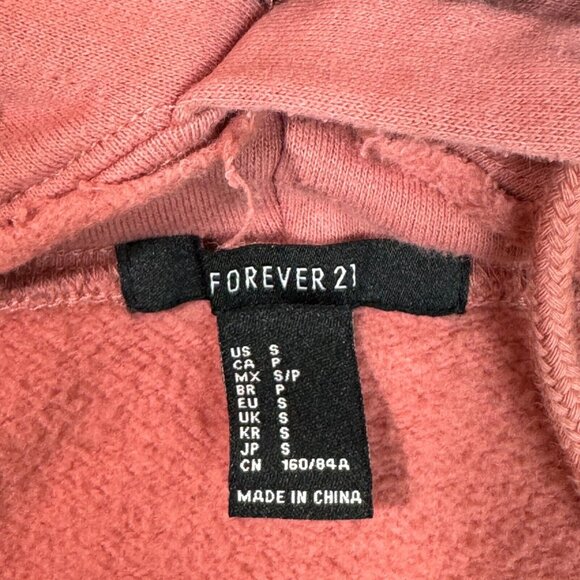 FOREVER 21
US S
CA P
MX S/P
BR P
EU S
UK S
KR S
JP S
CN 160/84A
MADE IN CHINA